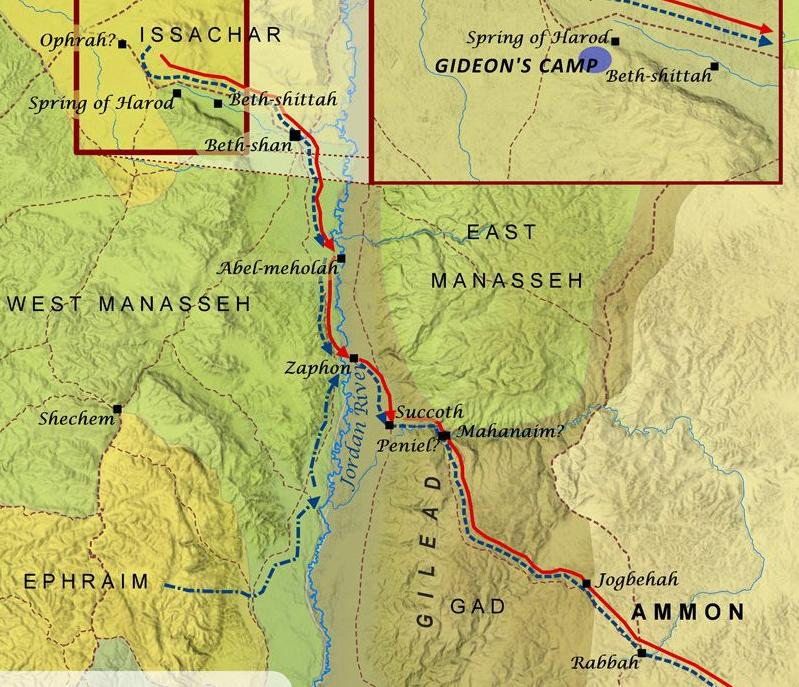 Ophrah?
ISSACHAR
Spring of Harod
Beth-shittah
Beth-shan
Spring of Harod
GIDEON'S CAMP
Beth-shittah
EAST
MANASSEH
Abel-meholah
WEST MANASSEH
Zaphon
Jordan River
Shechem
Succoth
Peniel?
Mahanaim?
GILEAD
EPHRAIM
GAD
Jogbehah
AMMON
Rabbah